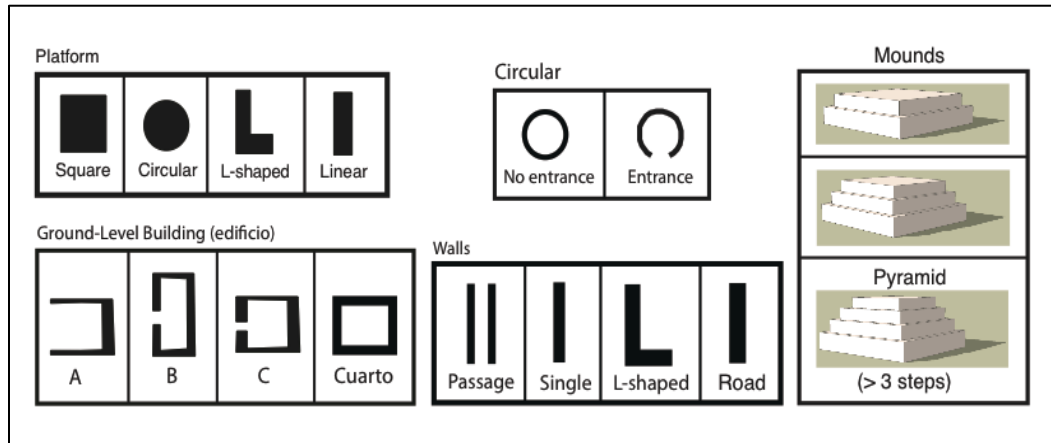 Platform
Square Circular L-shaped Linear
Circular
No entrance Entrance
Mounds
Pyramid
(> 3 steps)
Ground-Level Building (edificio)
A B C Cuarto
Walls
Passage Single L-shaped Road